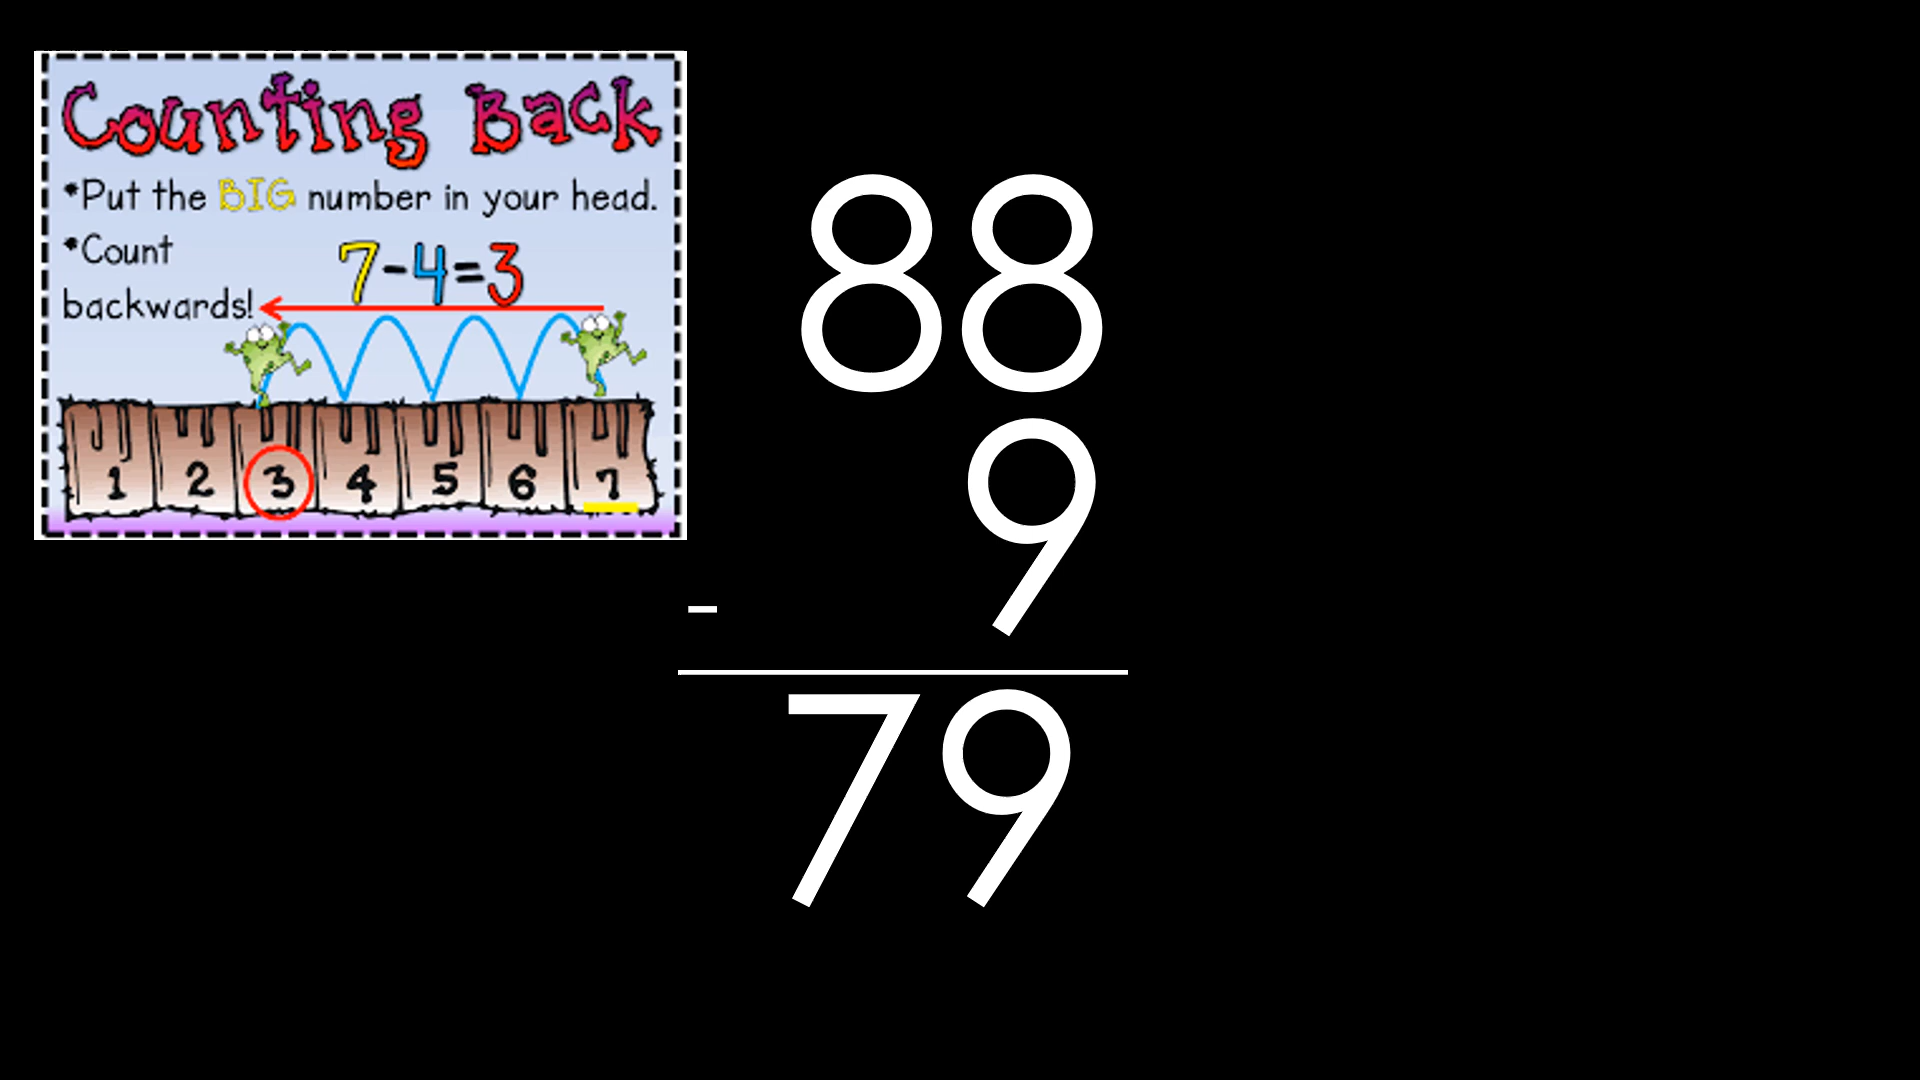 Counting Back
*Put the BIG number in your head.
*Count
backwards!
7-4=3
1 2 3 4 5 6 7
88
9
-
79